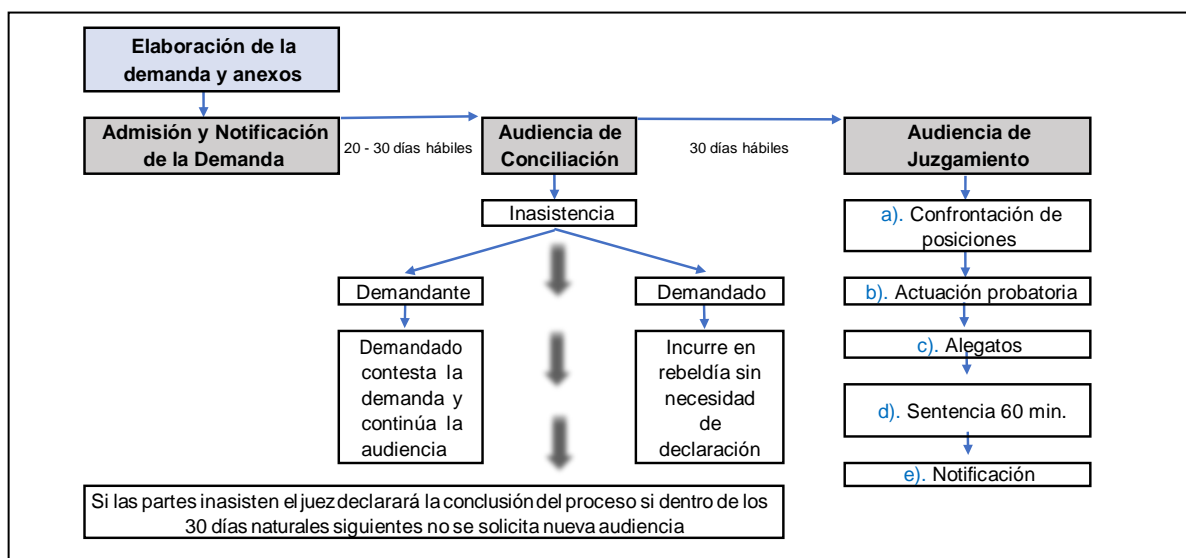 Elaboración de la
demanda y anexos
Admisión y Notificación
de la Demanda
20 - 30 días hábiles
Audiencia de
Conciliación
30 días hábiles
Audiencia de
Juzgamiento
Inasistencia
Demandante
Demandado
Demandado
contesta la
demanda y
continúa la
audiencia
Incurre en
rebeldía sin
necesidad
de
declaración
a). Confrontación de
posiciones
b). Actuación probatoria
c). Alegatos
d). Sentencia 60 min.
e). Notificación
Si las partes inasisten el juez declarará la conclusión del proceso si dentro de los
30 días naturales siguientes no se solicita nueva audiencia